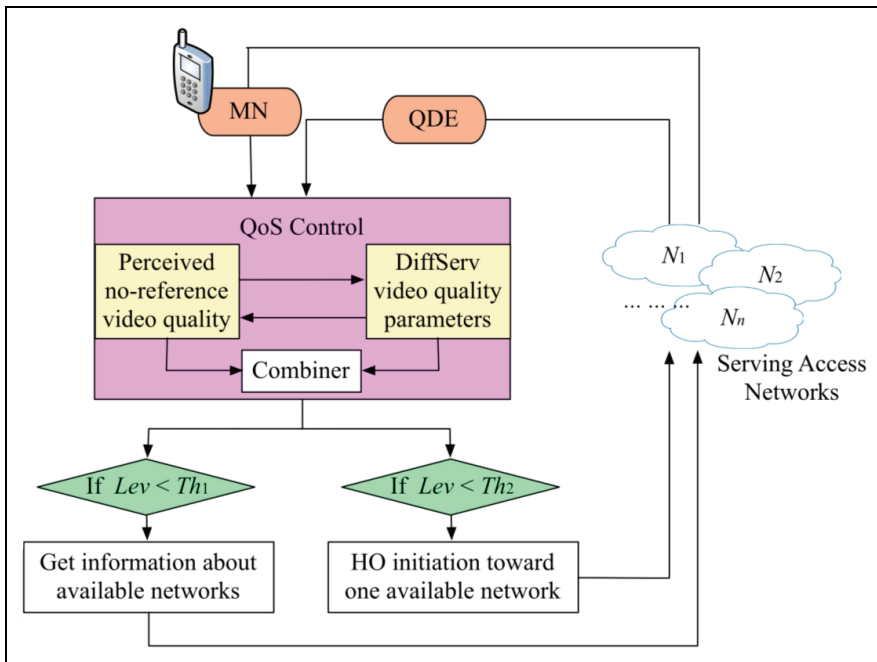 MN
QDE
QoS Control
Perceived
no-reference
video quality
DiffServ
video quality
parameters
Combiner
N1
N2
... ... ...
Nn
Serving Access
Networks
If Lev < Th1
If Lev < Th2
Get information about
available networks
HO initiation toward
one available network